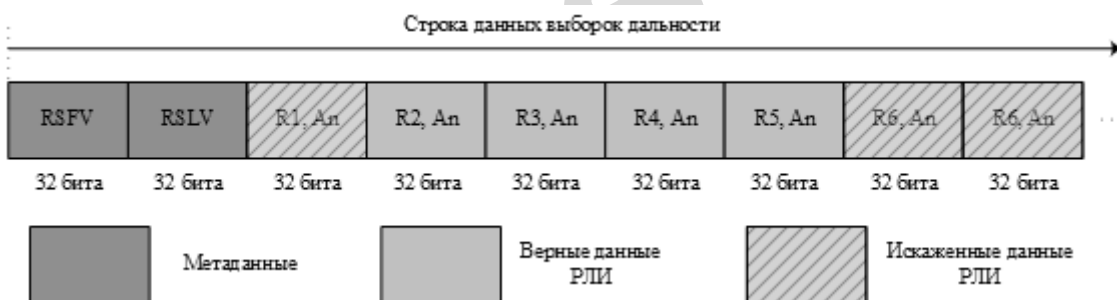 Строка данных выборок дальности
RSFV RSLV R1, An R2, An R3, An R4, An R5, An R6, An R6, An
32 бита 32 бита 32 бита 32 бита 32 бита 32 бита 32 бита 32 бита 32 бита
Метаданные
Верные данные
РЛИ
Искаженные данные
РЛИ